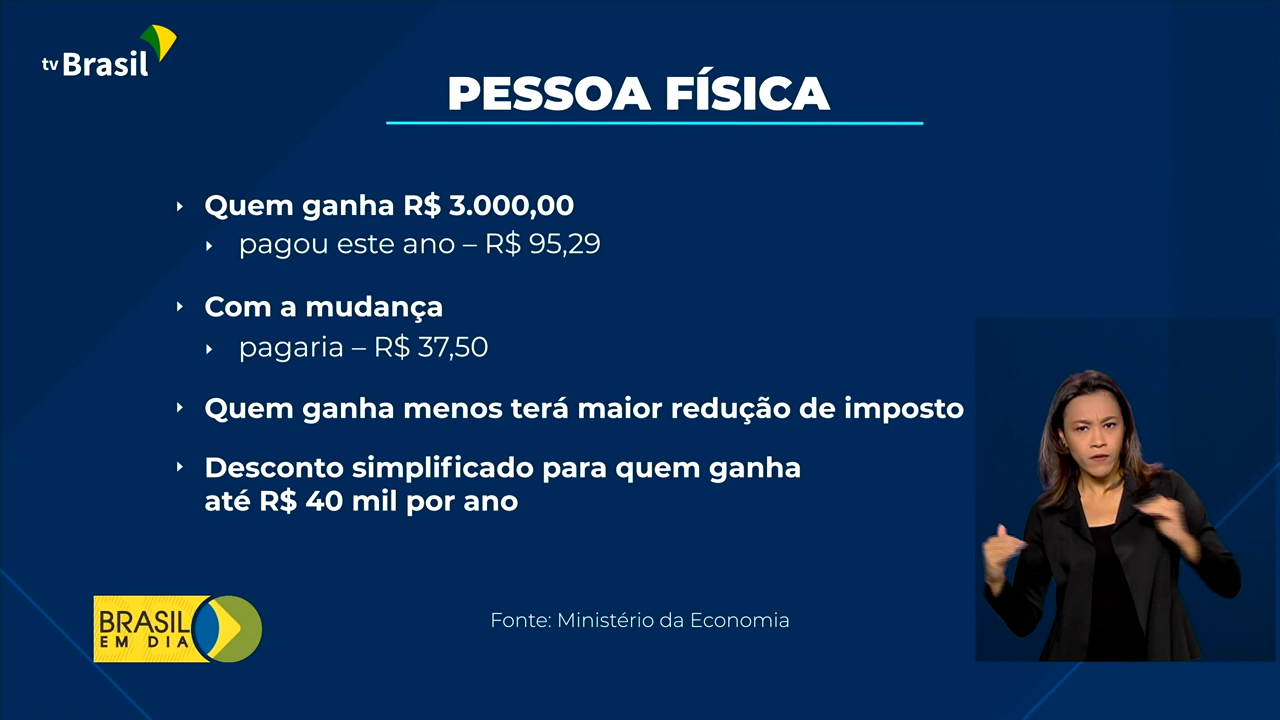 tv Brasil
PESSOA FÍSICA
Quem ganha R$ 3.000,00
pagou este ano – R$ 95,29
Com a mudança
pagaria – R$ 37,50
Quem ganha menos terá maior redução de imposto
Desconto simplificado para quem ganha
até R$ 40 mil por ano
BRASIL
EM DIA
Fonte: Ministério da Economia